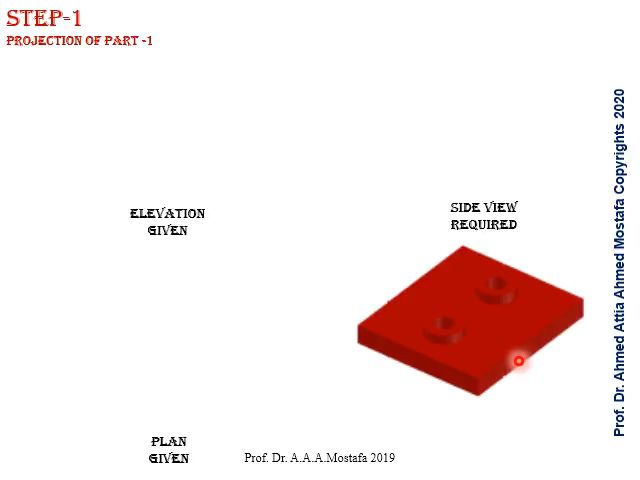 STEP-1
PROJECTION OF PART -1
ELEVATION
GIVEN
SIDE VIEW
REQUIRED
PLAN
GIVEN
Prof. Dr. A.A.A.Mostafa 2019
Prof. Dr. Ahmed Attia Ahmed Mostafa Copyrights 2020